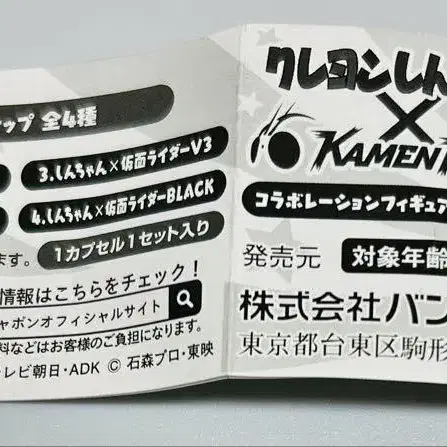 ップ 全4種
3.しんちゃん×仮面ライダーV3
4.しんちゃん×仮面ライダーBLACK
ます。
1カプセル1セット入り
情報はこちらをチェック!
ャポンオフィシャルサイト
料などはお客様のご負担になります。
レビ朝日・ADK © 石森プロ・東映
クレヨンしん
×
KAMEN
コラボレーションフィギュア
発売元
対象年齢
株式会社バン
東京都台東区駒形